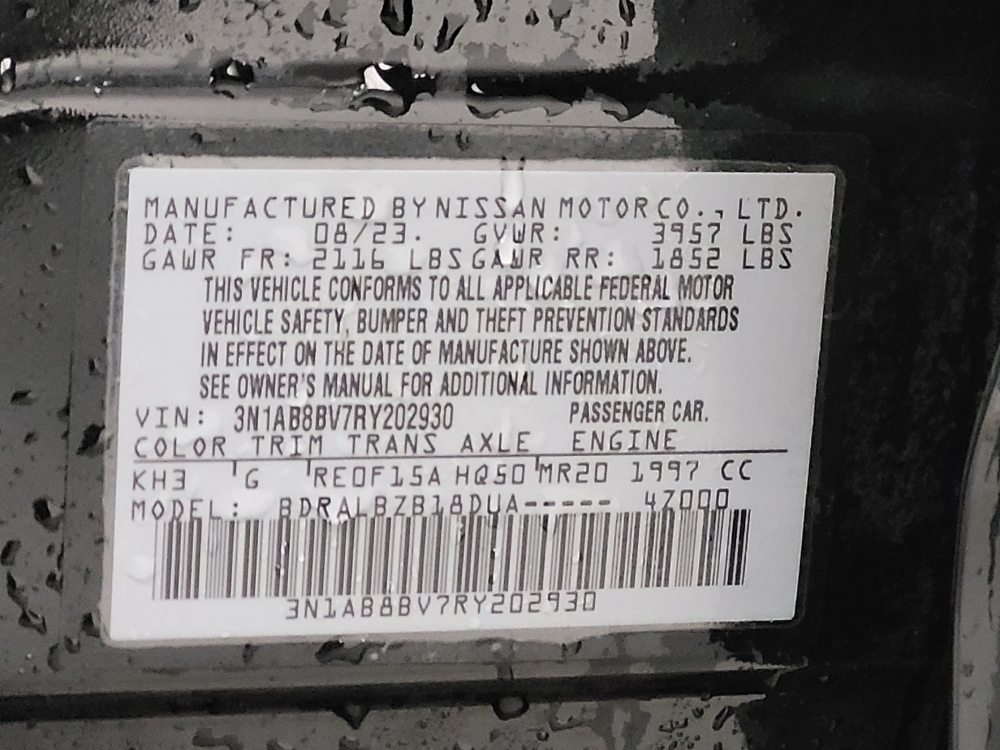 MANUFACTURED BY NISSAN MOTOR CO., LTD.
DATE: 08/23. GVWR: 3957 LBS
GAWR FR: 2116 LBS GAWR RR: 1852 LBS
THIS VEHICLE CONFORMS TO ALL APPLICABLE FEDERAL MOTOR
VEHICLE SAFETY, BUMPER AND THEFT PREVENTION STANDARDS
IN EFFECT ON THE DATE OF MANUFACTURE SHOWN ABOVE.
SEE OWNER'S MANUAL FOR ADDITIONAL INFORMATION.
VIN: 3N1AB8BV7RY202930 PASSENGER CAR.
COLOR TRIM TRANS AXLE ENGINE
KH3 'G 'RE0F15A HQ50'MR20 1997 CC
MODEL: BDRALBZB18DUA----- 4Z000
3N1AB8BV7RY202930